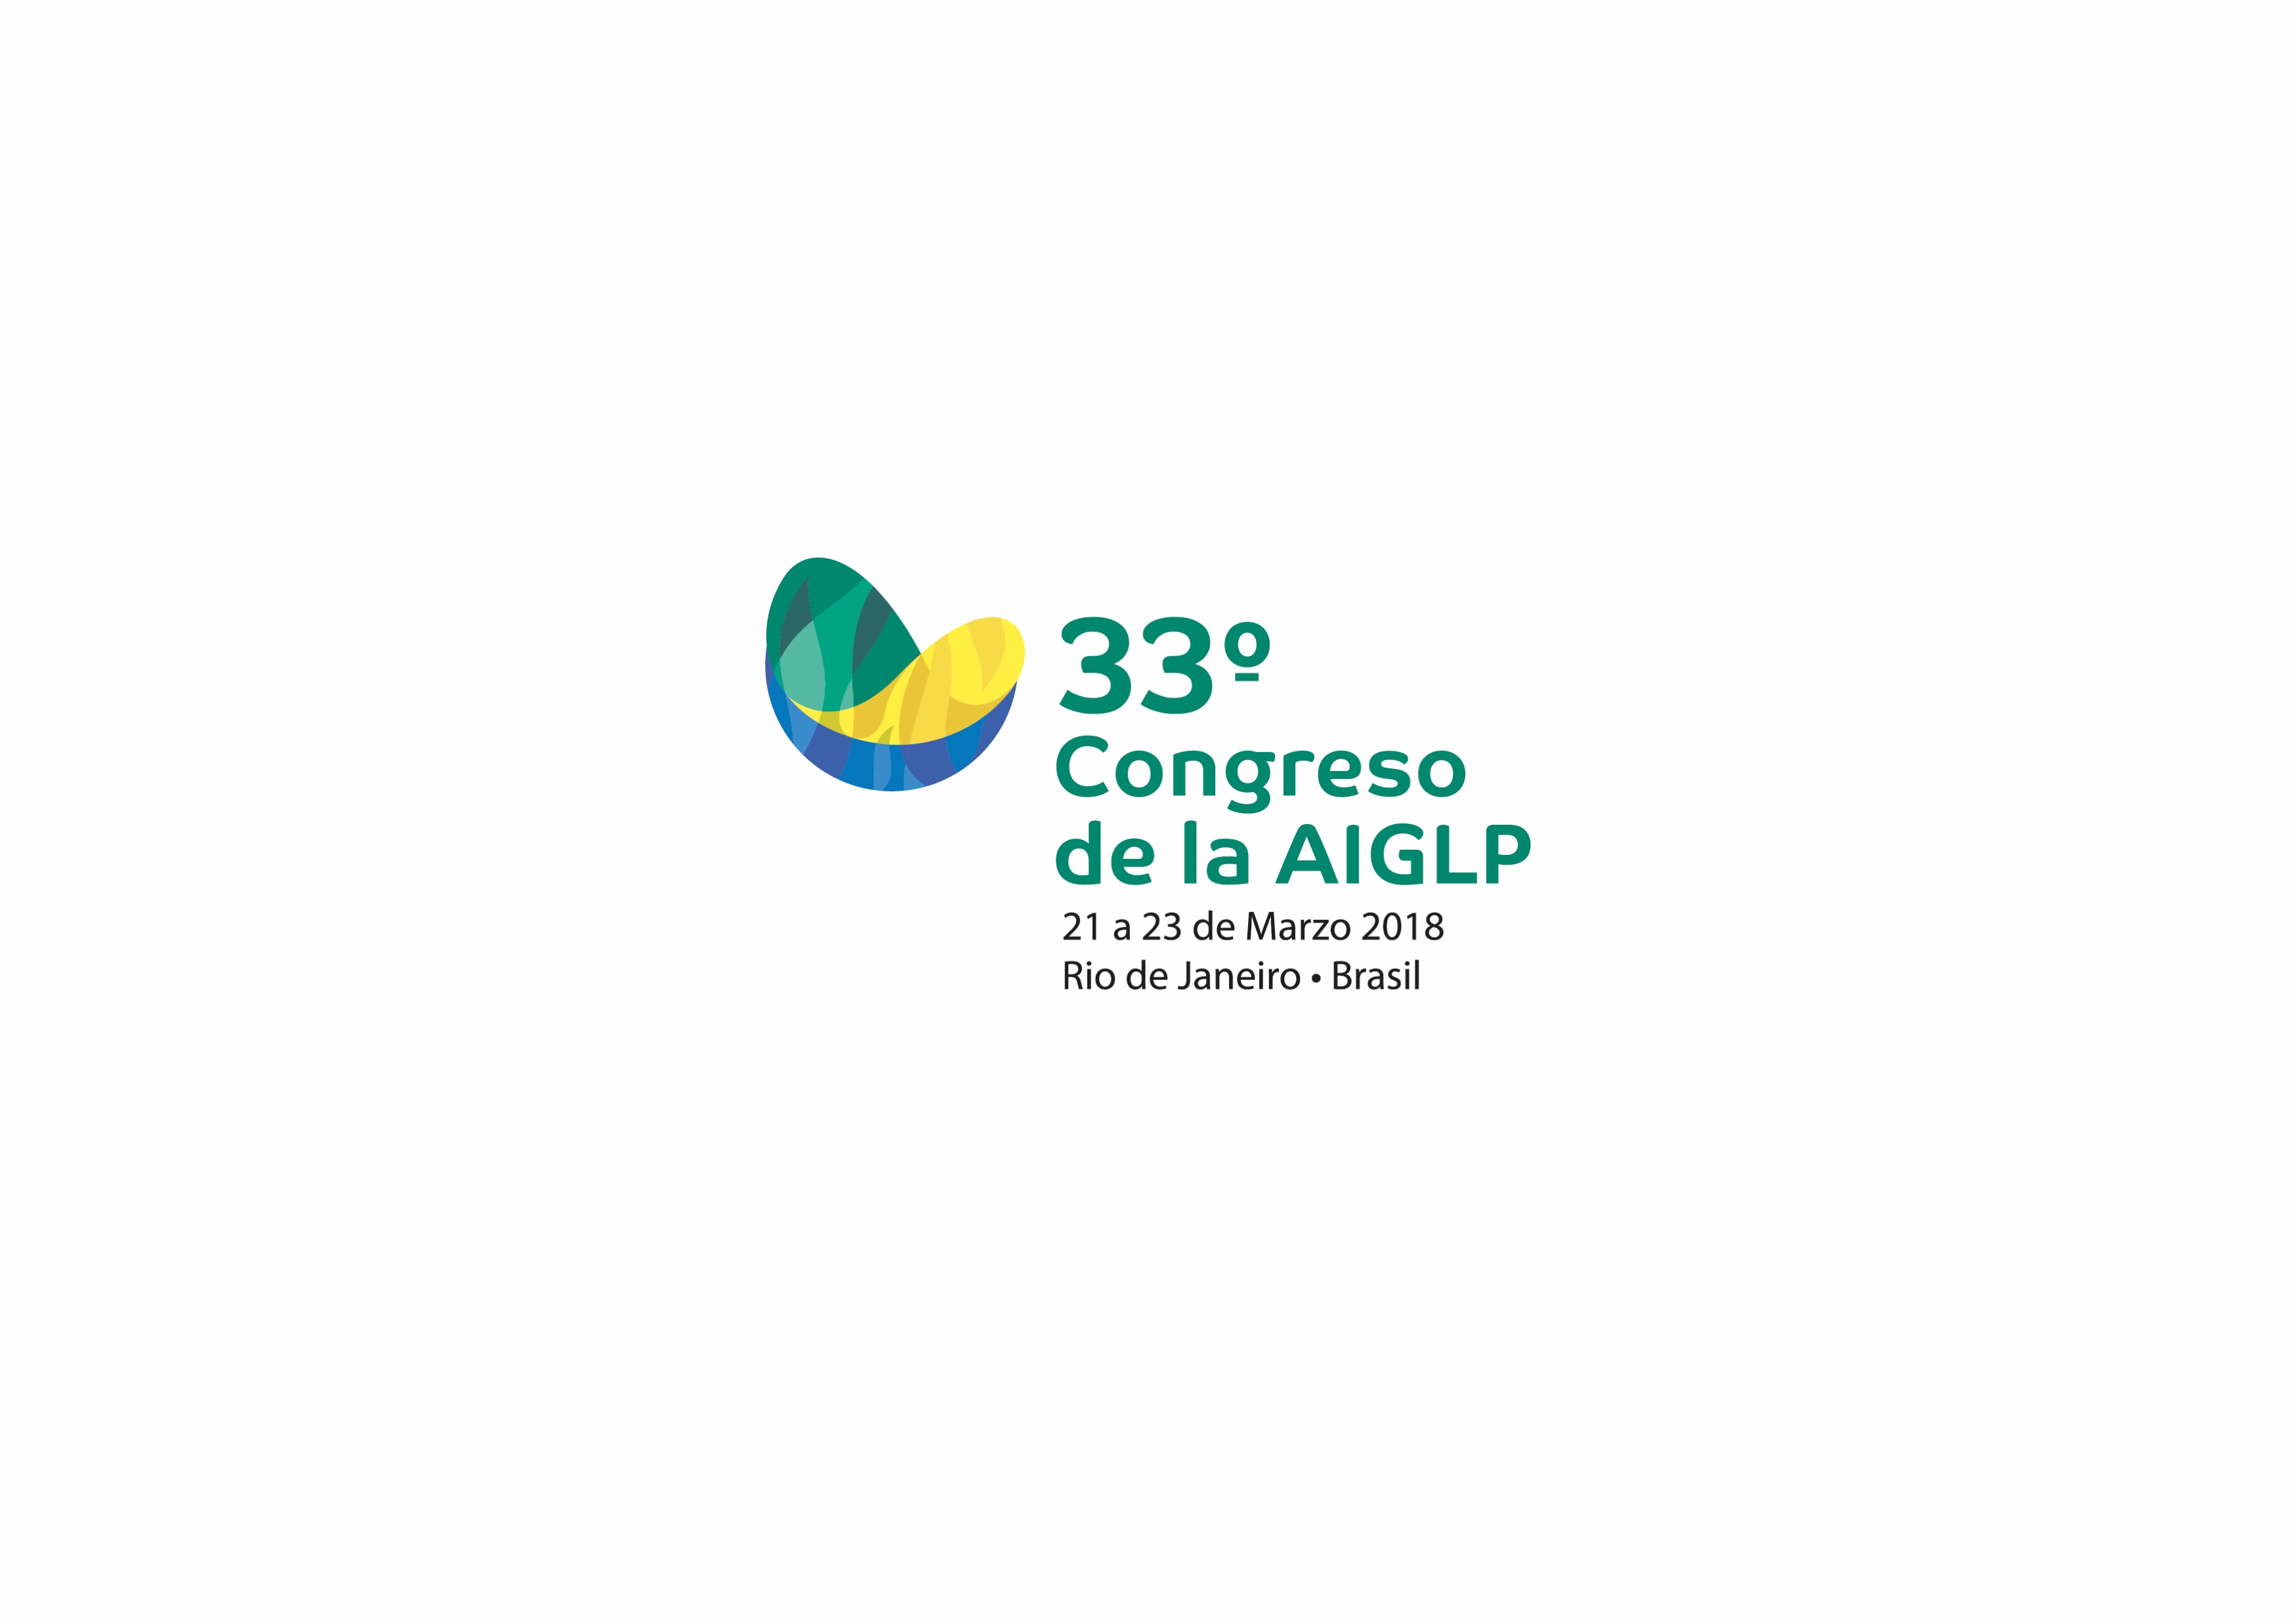 33º
Congreso
de la AIGLP
21 a 23 de Marzo 2018
Rio de Janeiro • Brasil